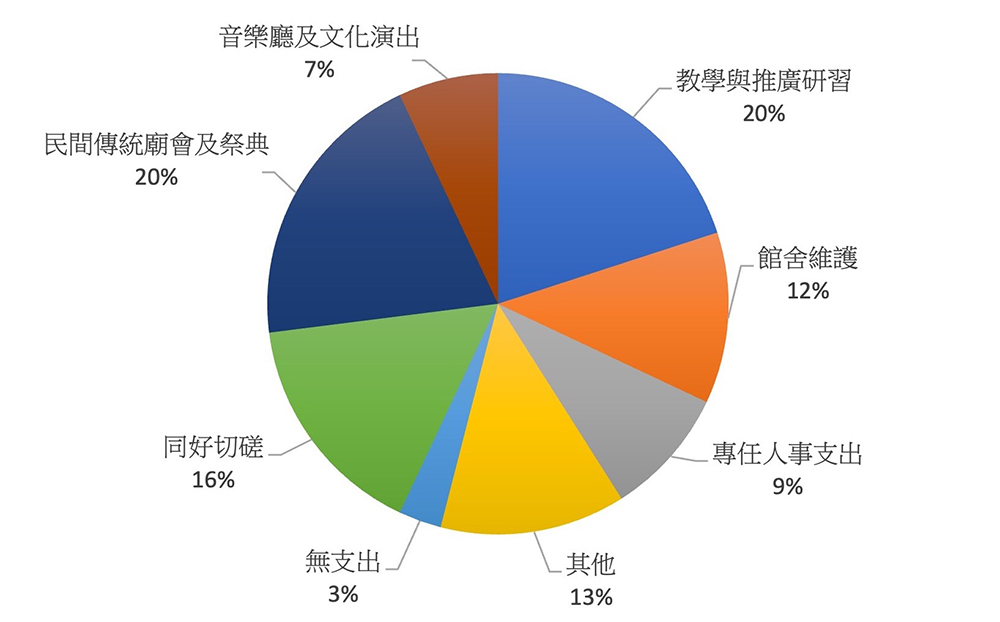 音樂廳及文化演出
7%
教學與推廣研習
20%
民間傳統廟會及祭典
20%
館舍維護
12%
同好切磋
16%
專任人事支出
9%
無支出
3%
其他
13%